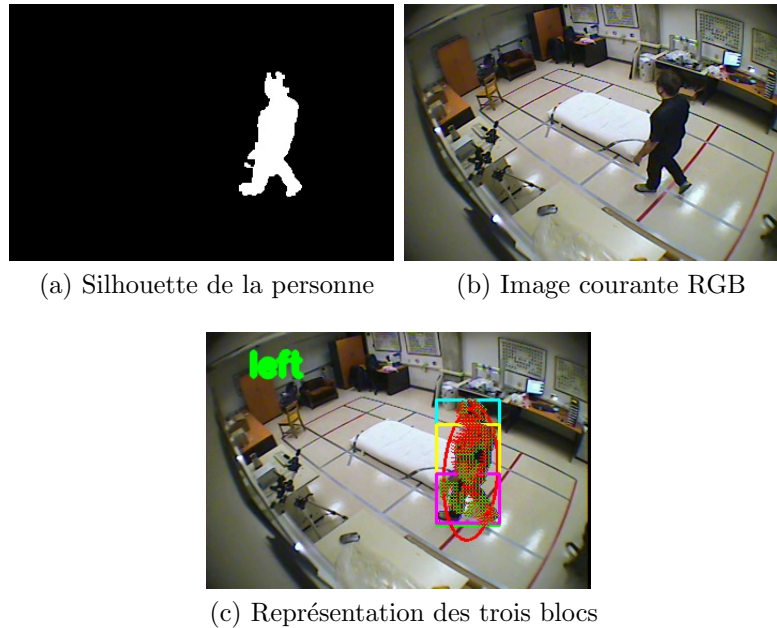 (a) Silhouette de la personne
(b) Image courante RGB
left
(c) Représentation des trois blocs